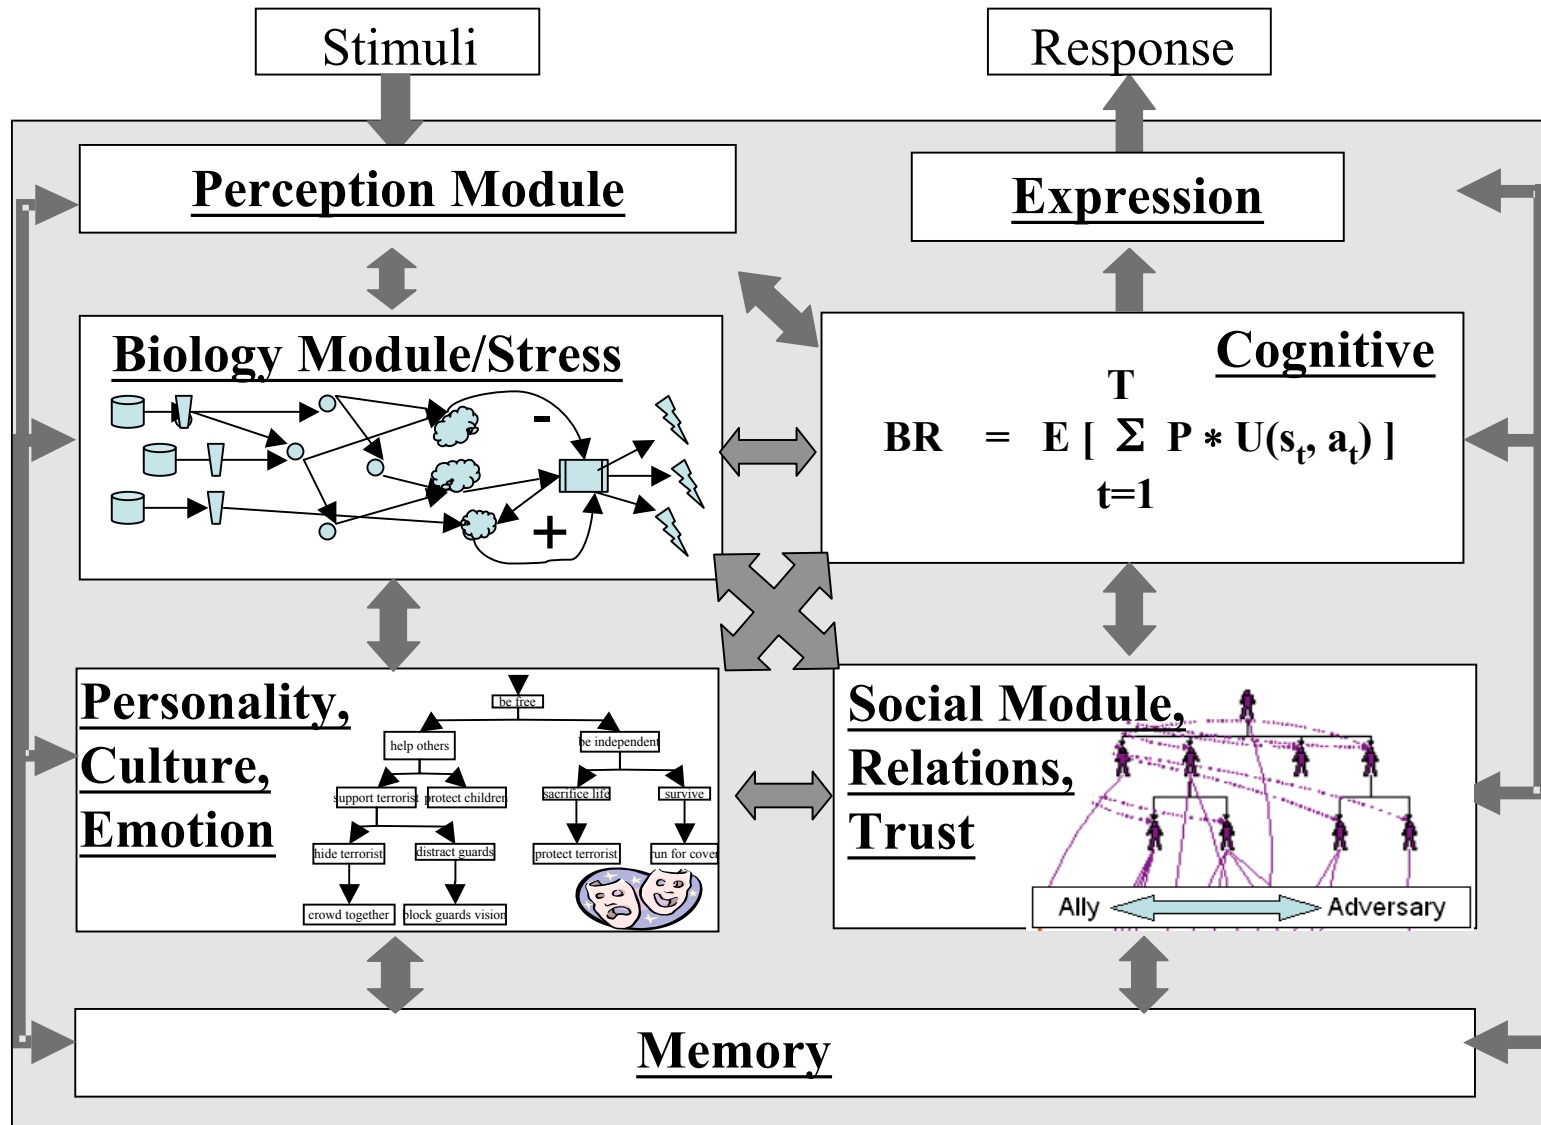 Stimuli
Response
Perception Module
Expression
Biology Module/Stress
-
+
Cognitive
T
BR = E [ Σ P * U(s_t, a_t) ]
t=1
Personality,
Culture,
Emotion
be free
help others
be independent
support terrorist
protect children
sacrifice life
survive
hide terrorist
distract guards
protect terrorist
run for cover
crowd together
block guards vision
Social Module,
Relations,
Trust
Ally
Adversary
Memory